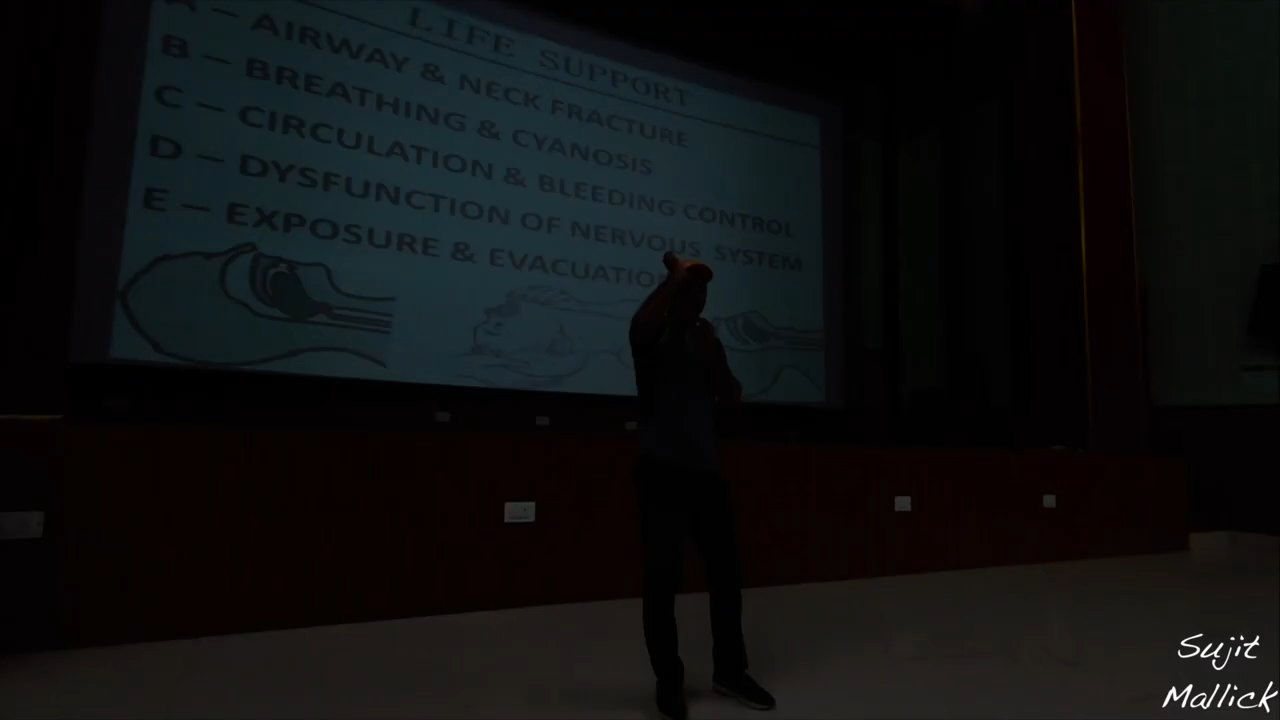 LIFE SUPPORT
A – AIRWAY & NECK FRACTURE
B – BREATHING & CYANOSIS
C – CIRCULATION & BLEEDING CONTROL
D – DYSFUNCTION OF NERVOUS SYSTEM
E – EXPOSURE & EVACUATIO
Sujit
Mallick